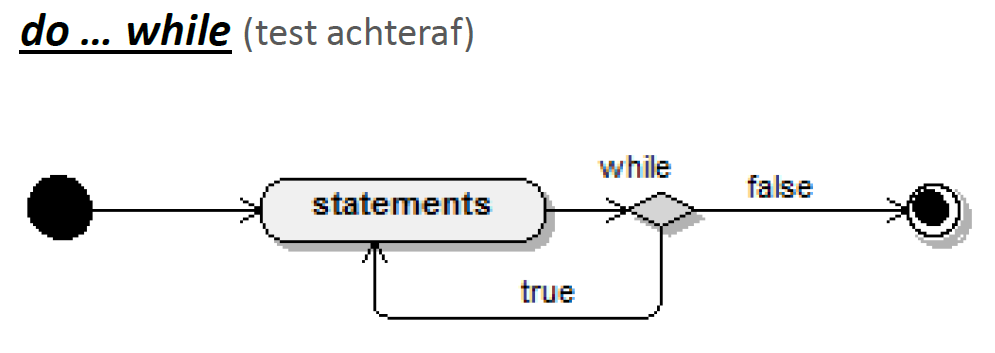 do ... while (test achteraf)
while
false
statements
true